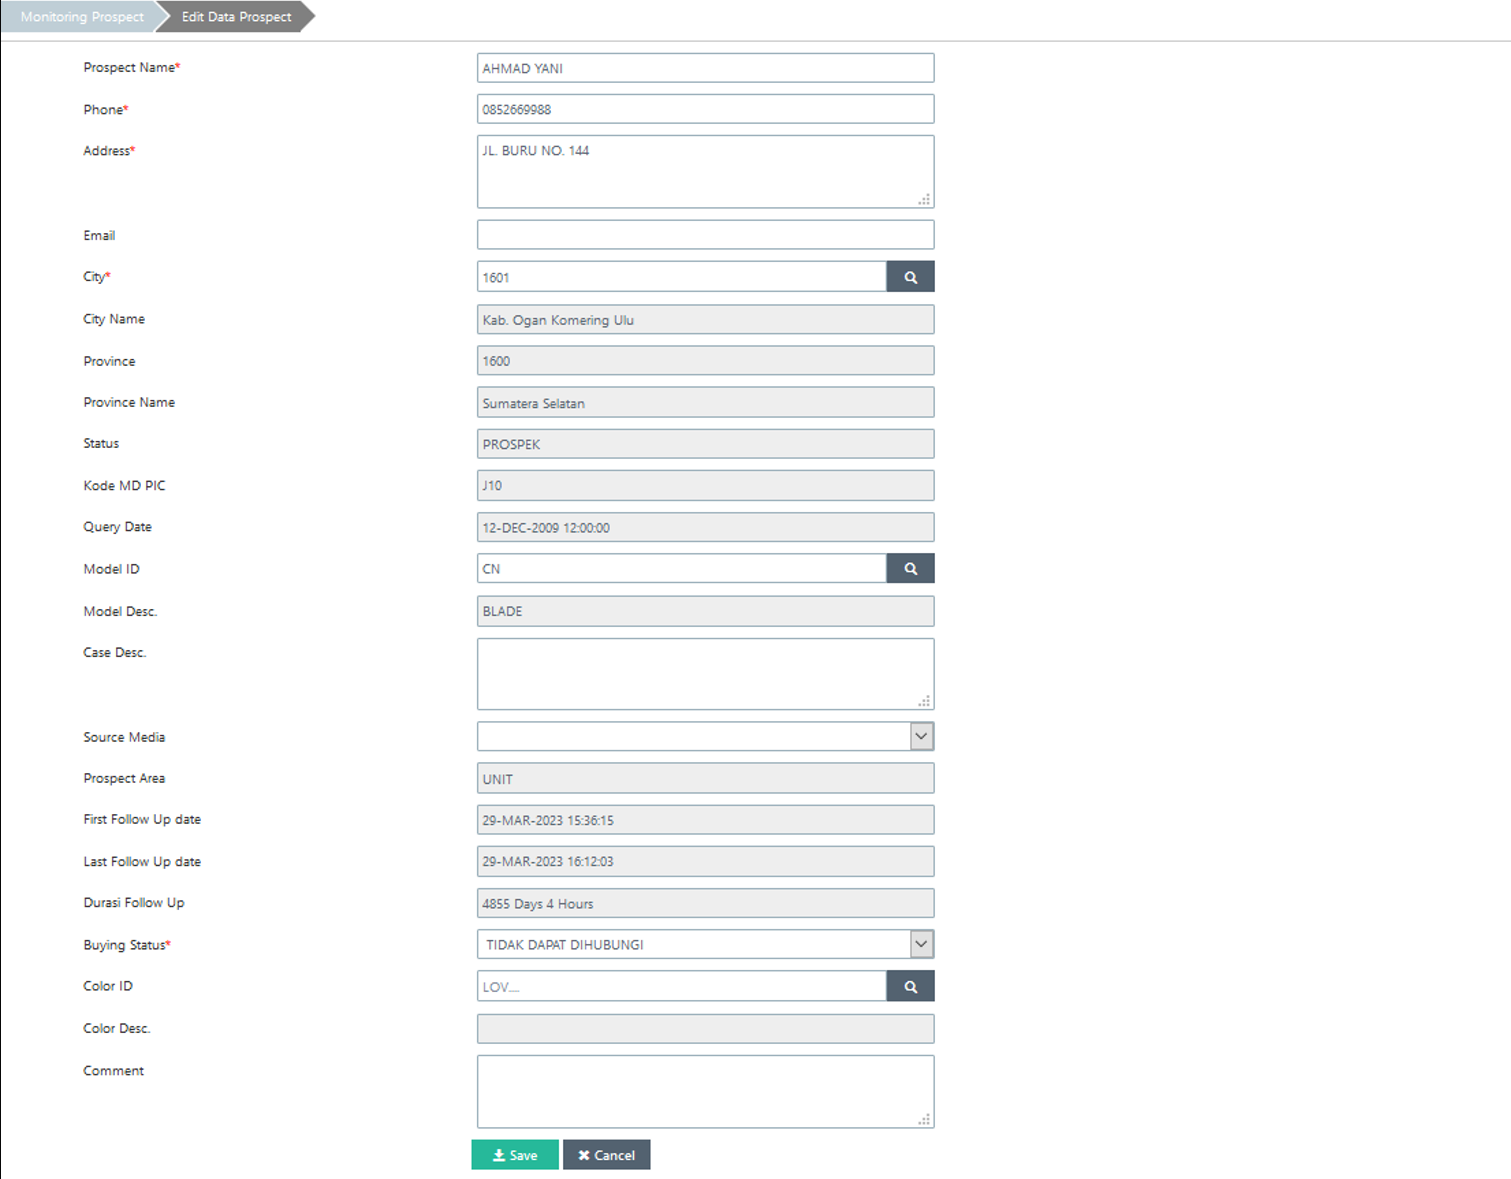 Monitoring Prospect Edit Data Prospect
Prospect Name* AHMAD YANI
Phone* 0852669988
Address* JL. BURU NO. 144
Email
City* 1601
City Name Kab. Ogan Komering Ulu
Province 1600
Province Name Sumatera Selatan
Status PROSPEK
Kode MD PIC J10
Query Date 12-DEC-2009 12:00:00
Model ID CN
Model Desc. BLADE
Case Desc.
Source Media
Prospect Area UNIT
First Follow Up date 29-MAR-2023 15:36:15
Last Follow Up date 29-MAR-2023 16:12:03
Durasi Follow Up 4855 Days 4 Hours
Buying Status* TIDAK DAPAT DIHUBUNGI
Color ID LOV....
Color Desc.
Comment
Save Cancel